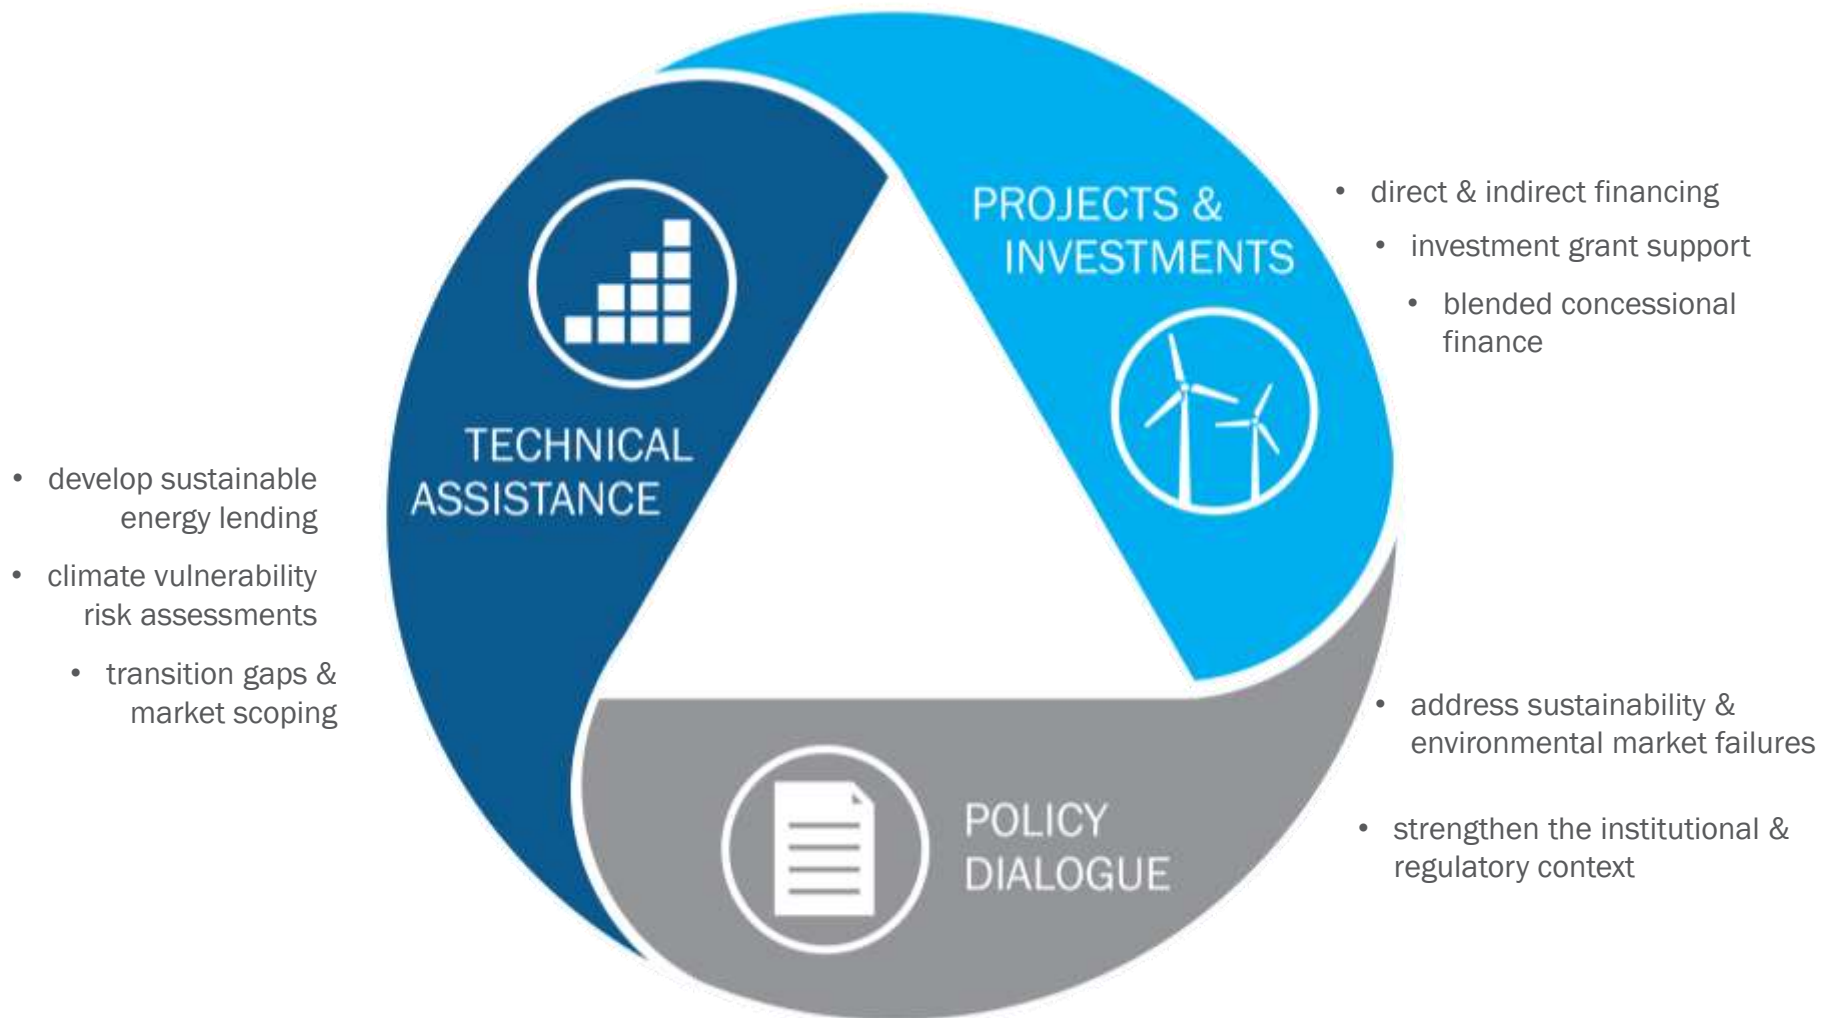 PROJECTS &
INVESTMENTS
• direct & indirect financing
• investment grant support
• blended concessional
finance
TECHNICAL
ASSISTANCE
• develop sustainable
energy lending
• climate vulnerability
risk assessments
• transition gaps &
market scoping
POLICY
DIALOGUE
• address sustainability &
environmental market failures
• strengthen the institutional &
regulatory context